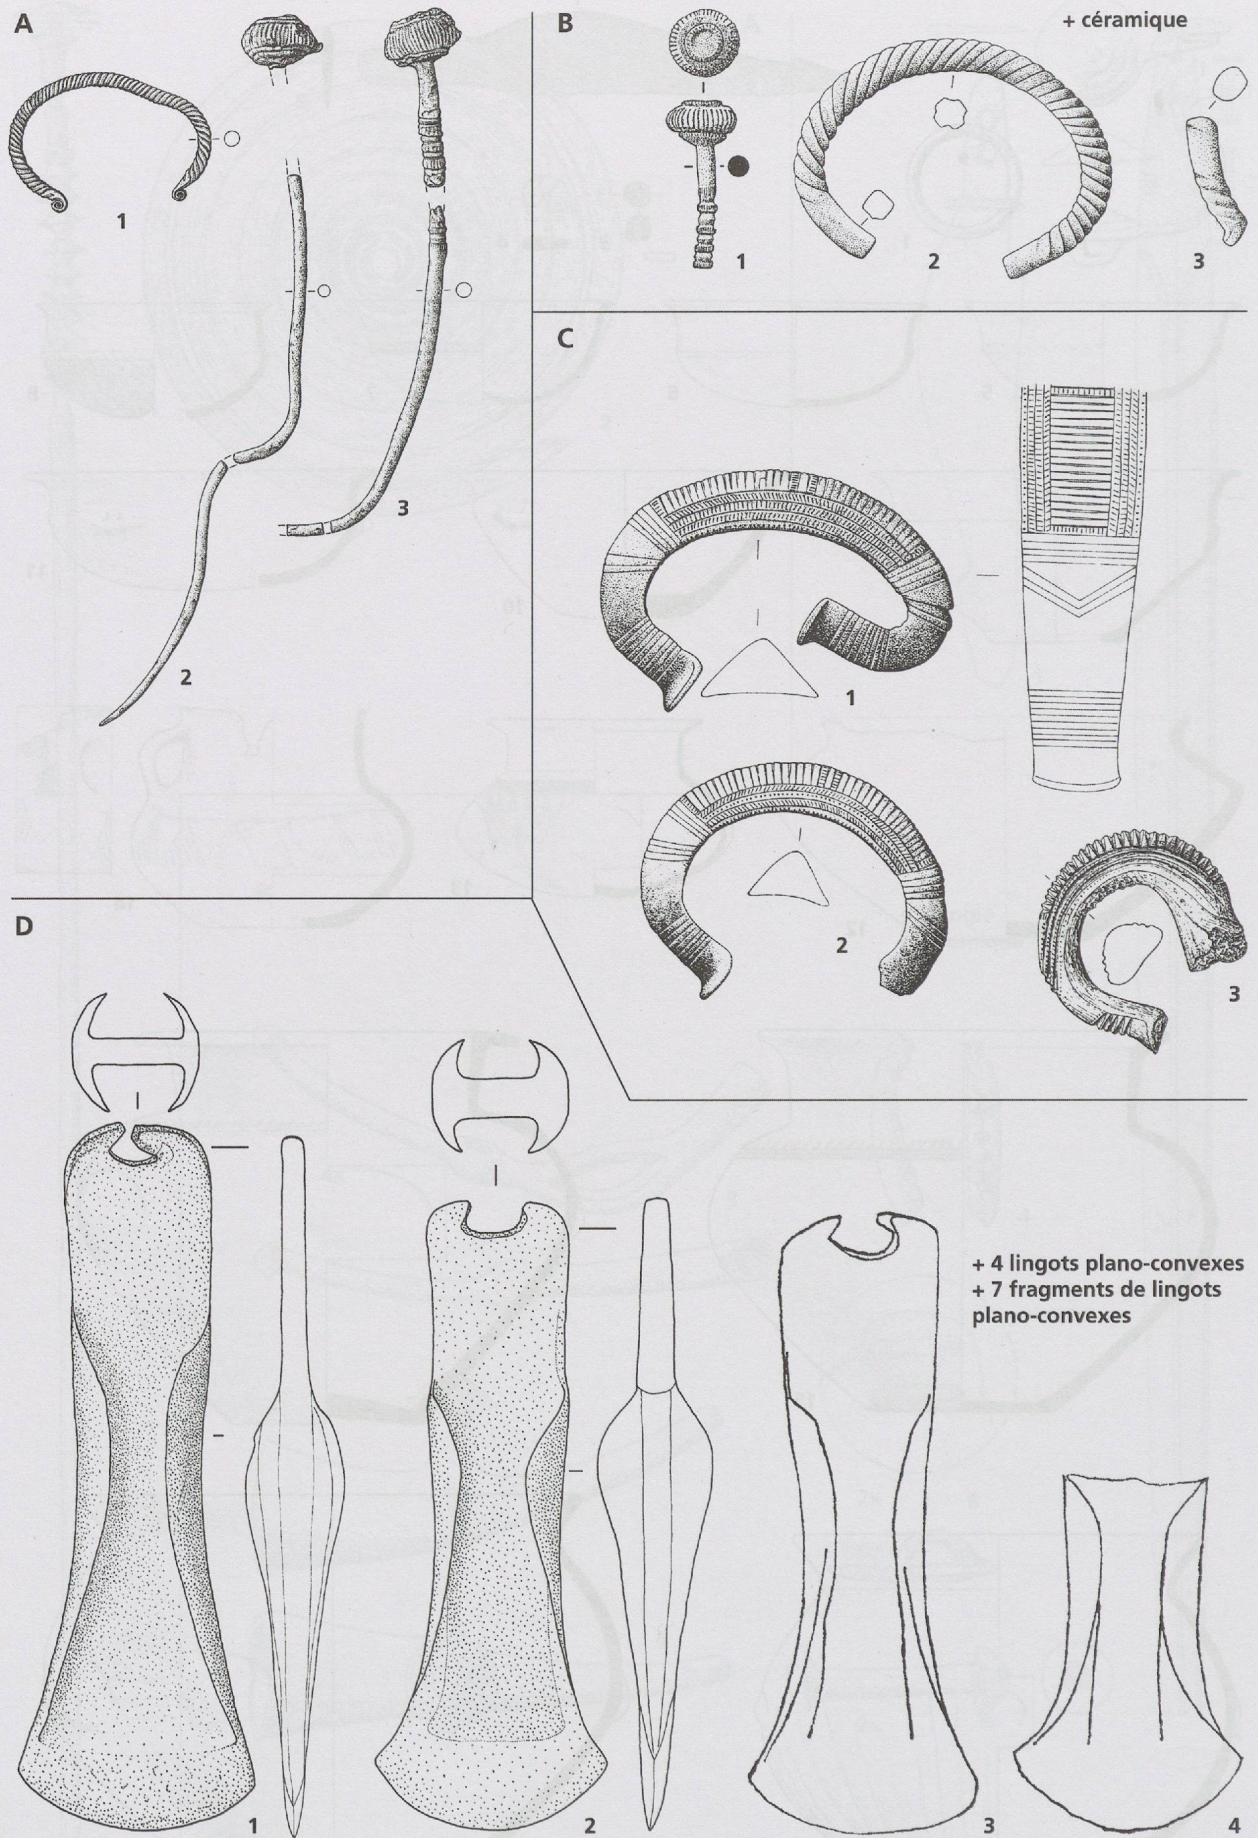 A
B
+ céramique
1
2
3
1
2
3
C
1
2
3
D
+ 4 lingots plano-convexes
+ 7 fragments de lingots
plano-convexes
1
2
3
4